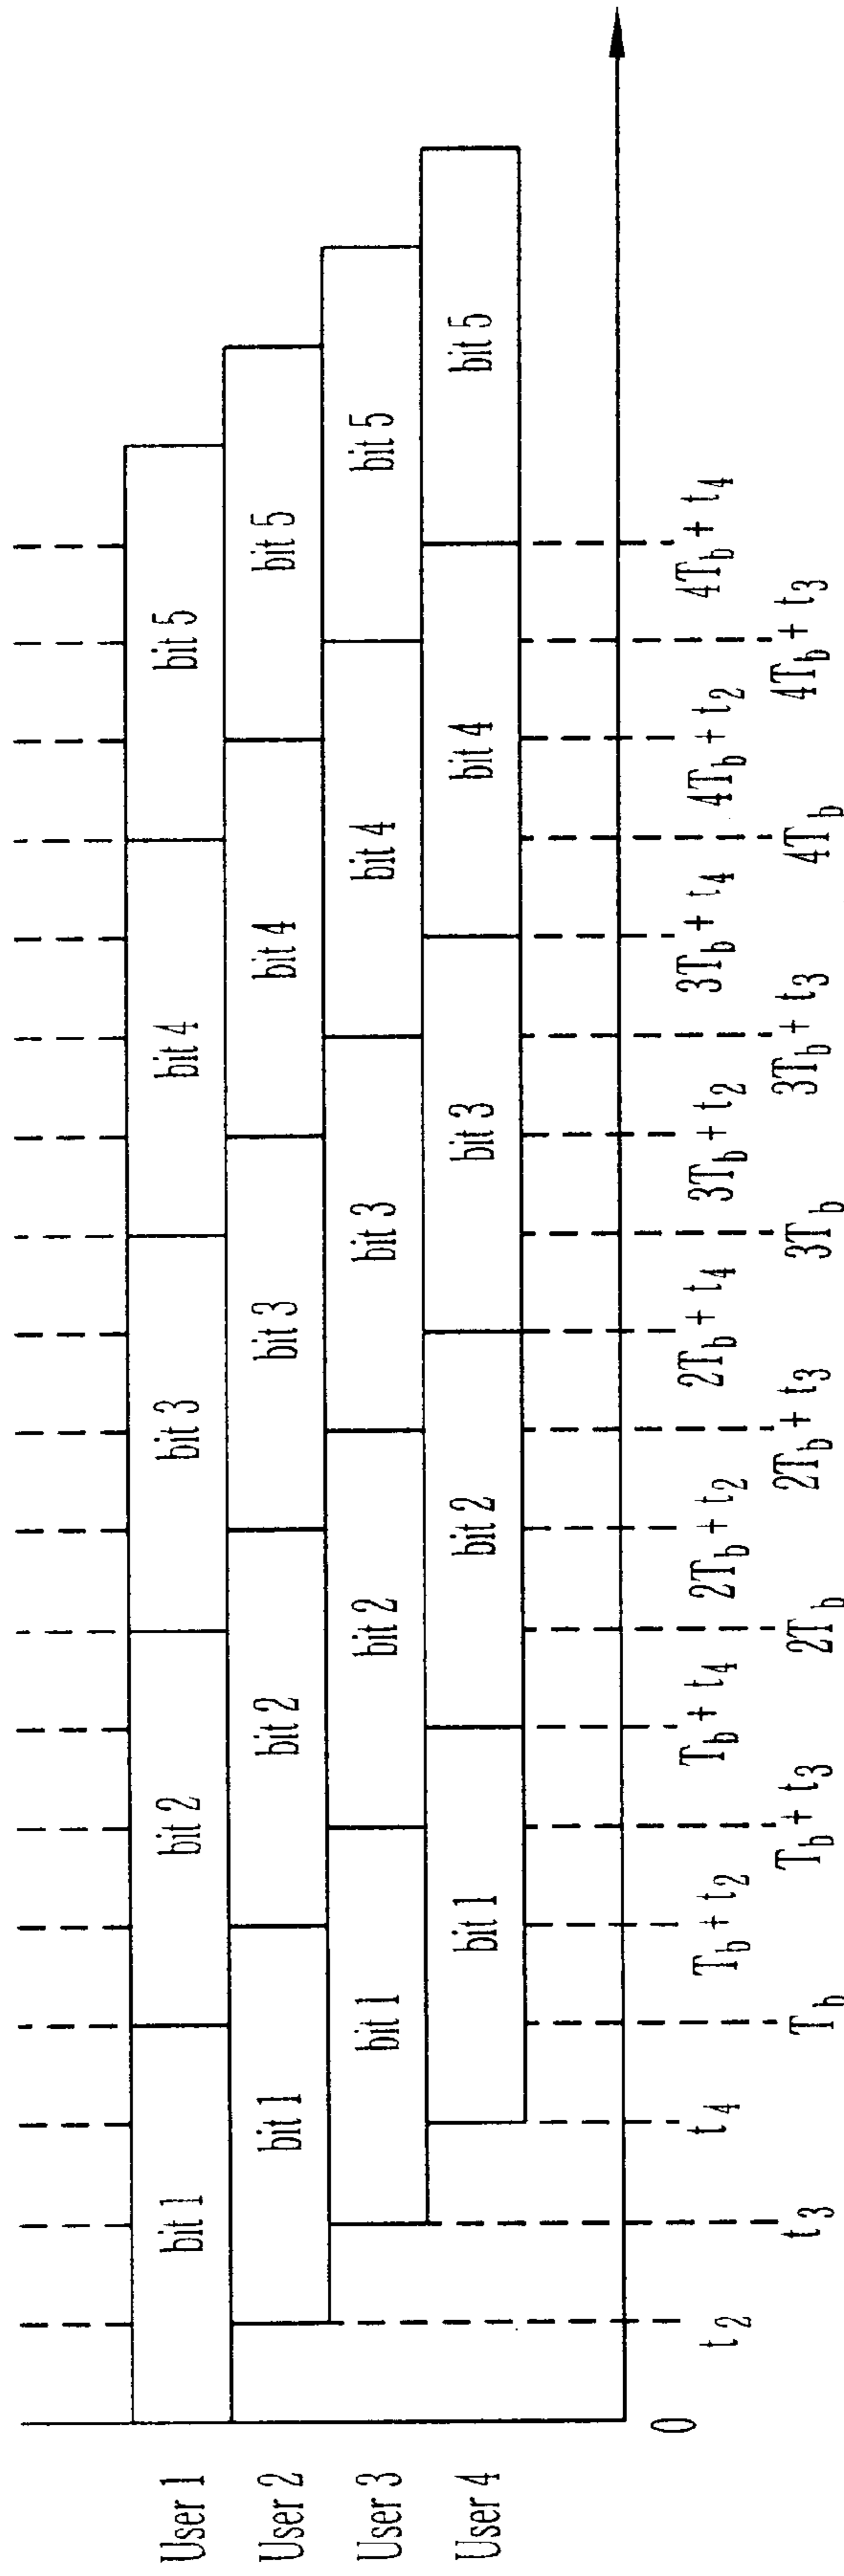 User 1 bit 1 bit 2 bit 3 bit 4 bit 5
User 2 bit 1 bit 2 bit 3 bit 4 bit 5
User 3 bit 1 bit 2 bit 3 bit 4 bit 5
User 4 bit 1 bit 2 bit 3 bit 4 bit 5
0 t2 t4 Tb + t2 Tb + t4 2Tb + t2 2Tb + t4 3Tb + t2 3Tb + t4 4Tb + t2 4Tb + t4
t3 Tb Tb + t3 2Tb 2Tb + t3 3Tb 3Tb + t3 4Tb 4Tb + t3